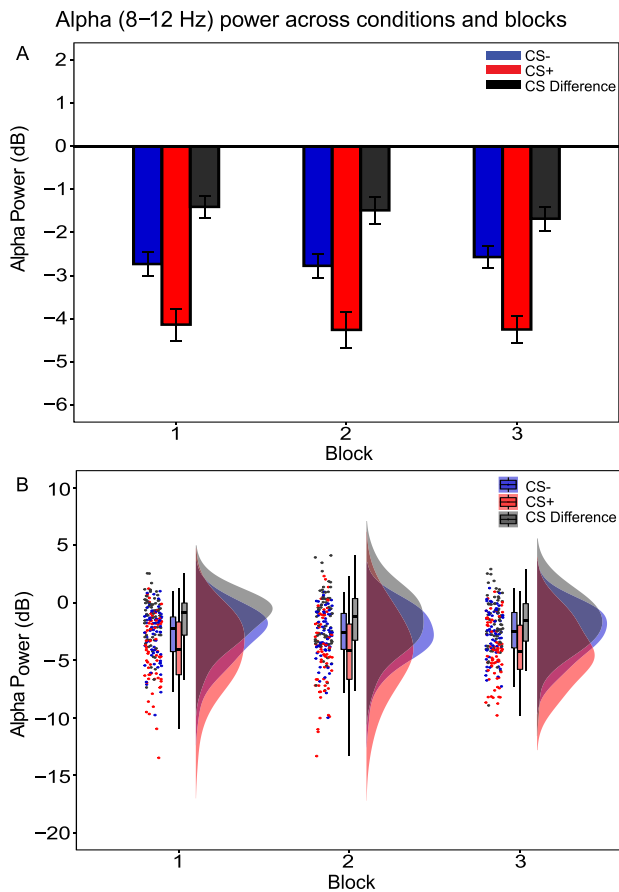 Alpha (8−12 Hz) power across conditions and blocks
A
CS-
CS+
CS Difference
2
1
0
−1
−2
−3
−4
−5
−6
Alpha Power (dB)
1 2 3
Block
B
CS-
CS+
CS Difference
10
5
0
−5
−10
−15
−20
Alpha Power (dB)
1 2 3
Block